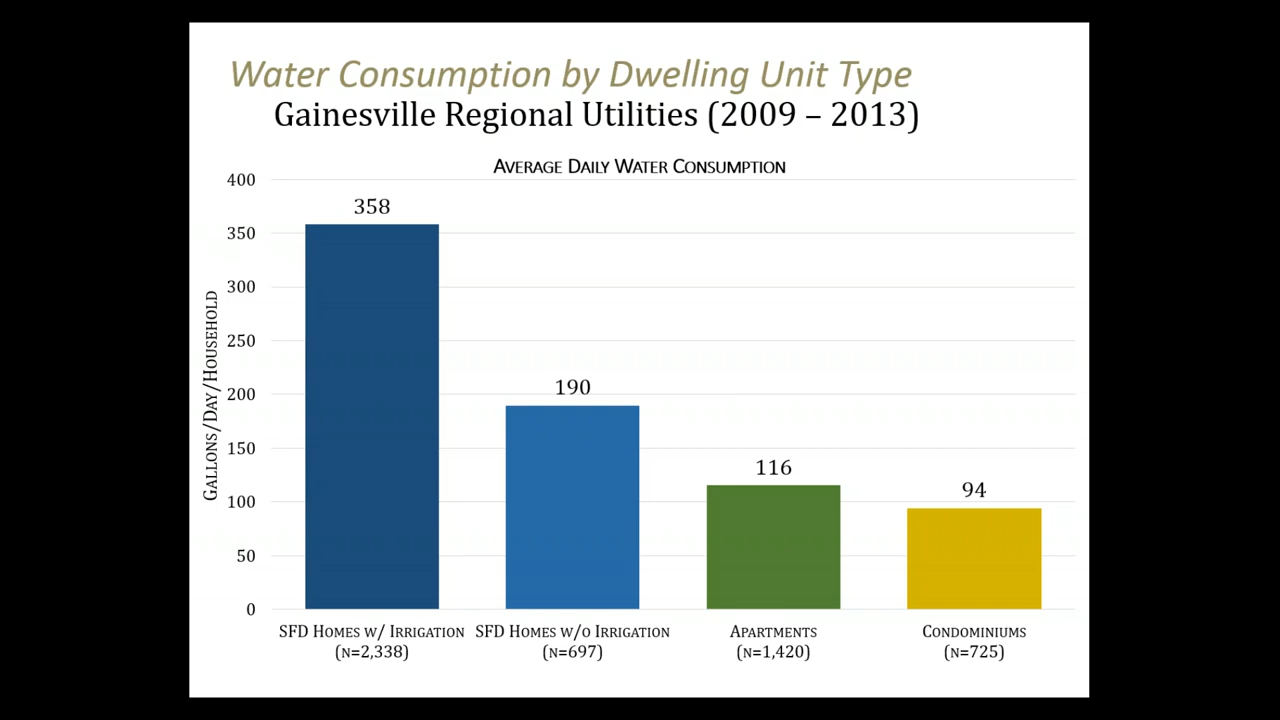 Water Consumption by Dwelling Unit Type
Gainesville Regional Utilities (2009 – 2013)
AVERAGE DAILY WATER CONSUMPTION
GALLONS/DAY/HOUSEHOLD
400
350
300
250
200
150
100
50
0
358
190
116
94
SFD HOMES W/ IRRIGATION
(N=2,338)
SFD HOMES W/O IRRIGATION
(N=697)
APARTMENTS
(N=1,420)
CONDOMINIUMS
(N=725)